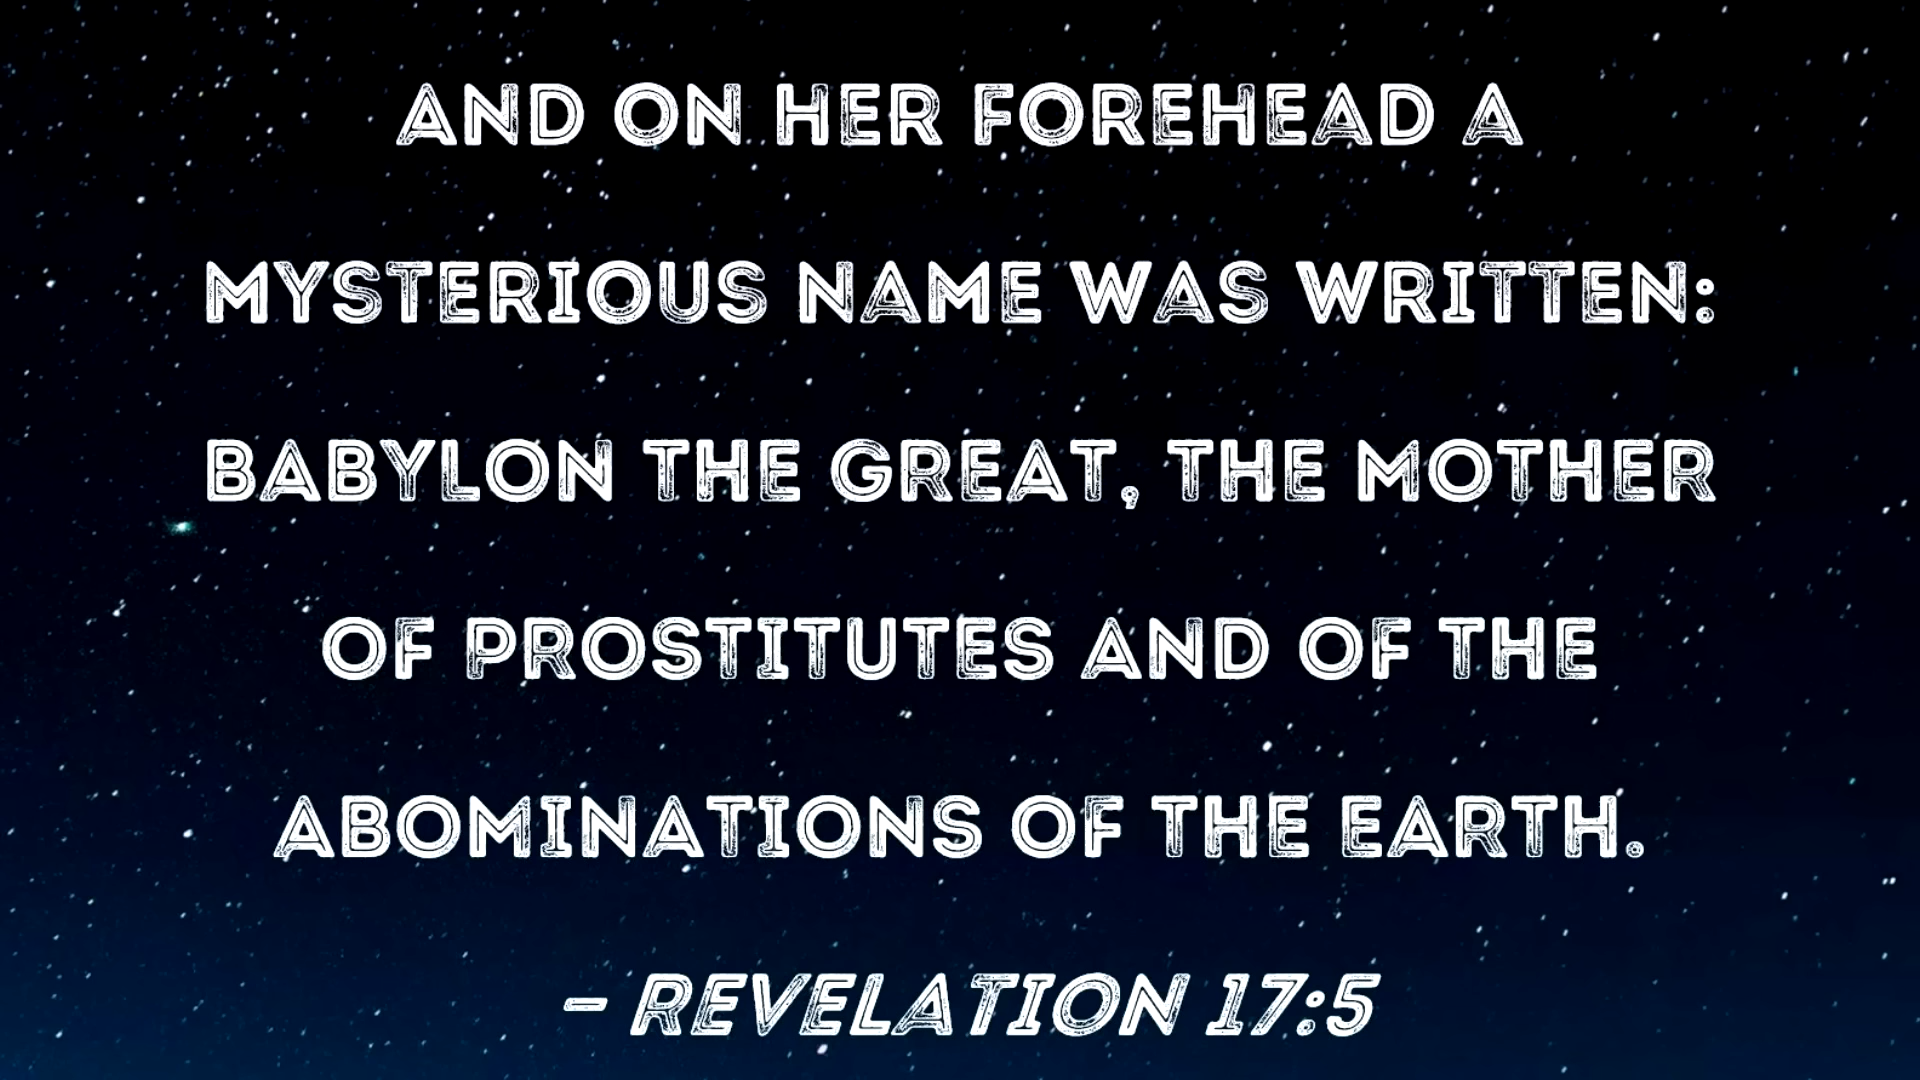 AND ON HER FOREHEAD A
MYSTERIOUS NAME WAS WRITTEN:
BABYLON THE GREAT, THE MOTHER
OF PROSTITUTES AND OF THE
ABOMINATIONS OF THE EARTH.
– REVELATION 17:5